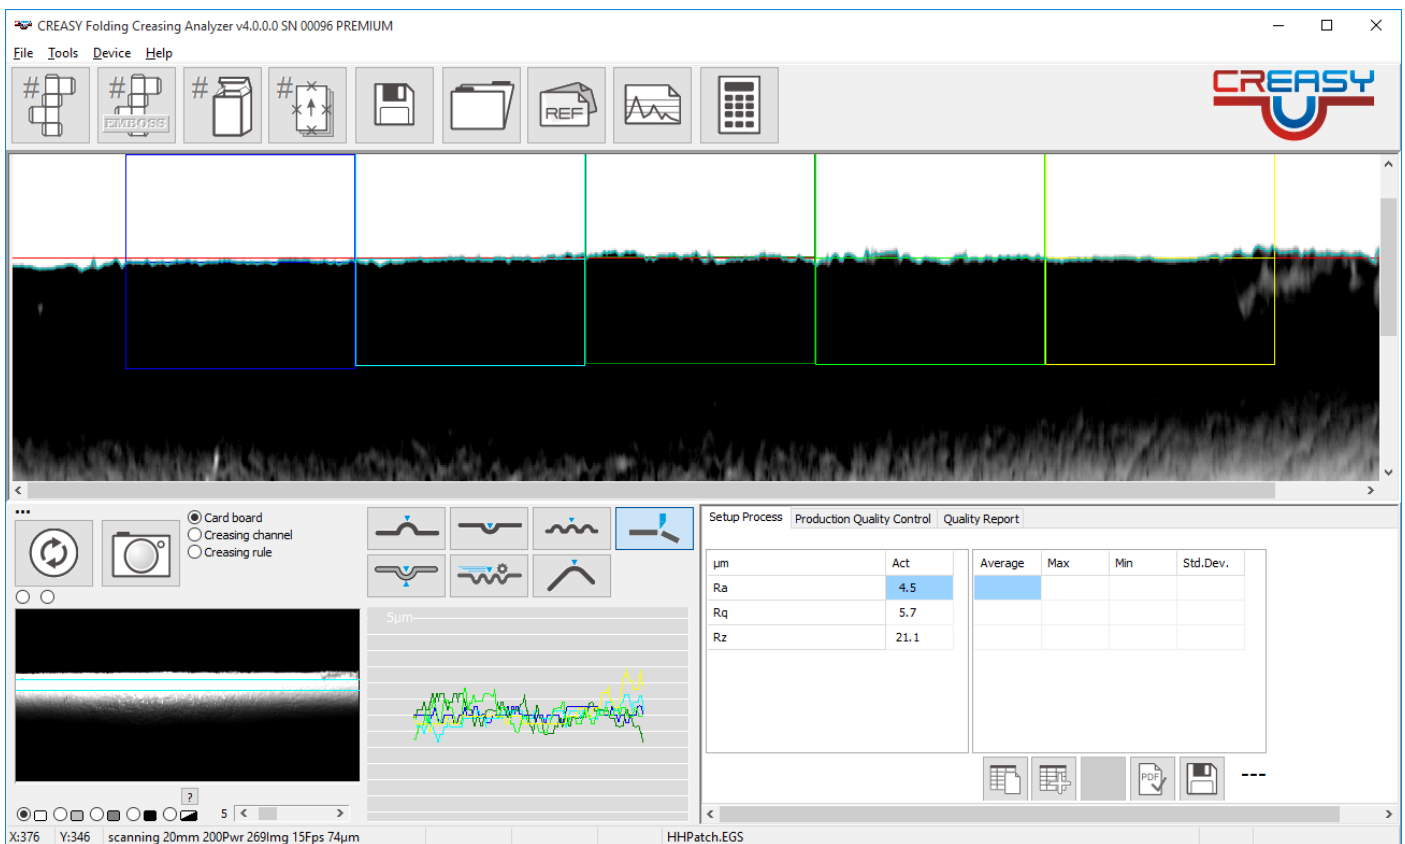 CREASY Folding Creasing Analyzer v4.0.0.0 SN 00096 PREMIUM
File Tools Device Help
# # # #
EMBOSS
REF
CREASY
...
Card board
Creasing channel
Creasing rule
5µm
?
5
Setup Process Production Quality Control Quality Report
µm Act Average Max Min Std.Dev.
Ra 4.5
Rq 5.7
Rz 21.1
PDF
---
X:376 Y:346 scanning 20mm 200Pwr 269Img 15Fps 74µm HHPatch.EGS